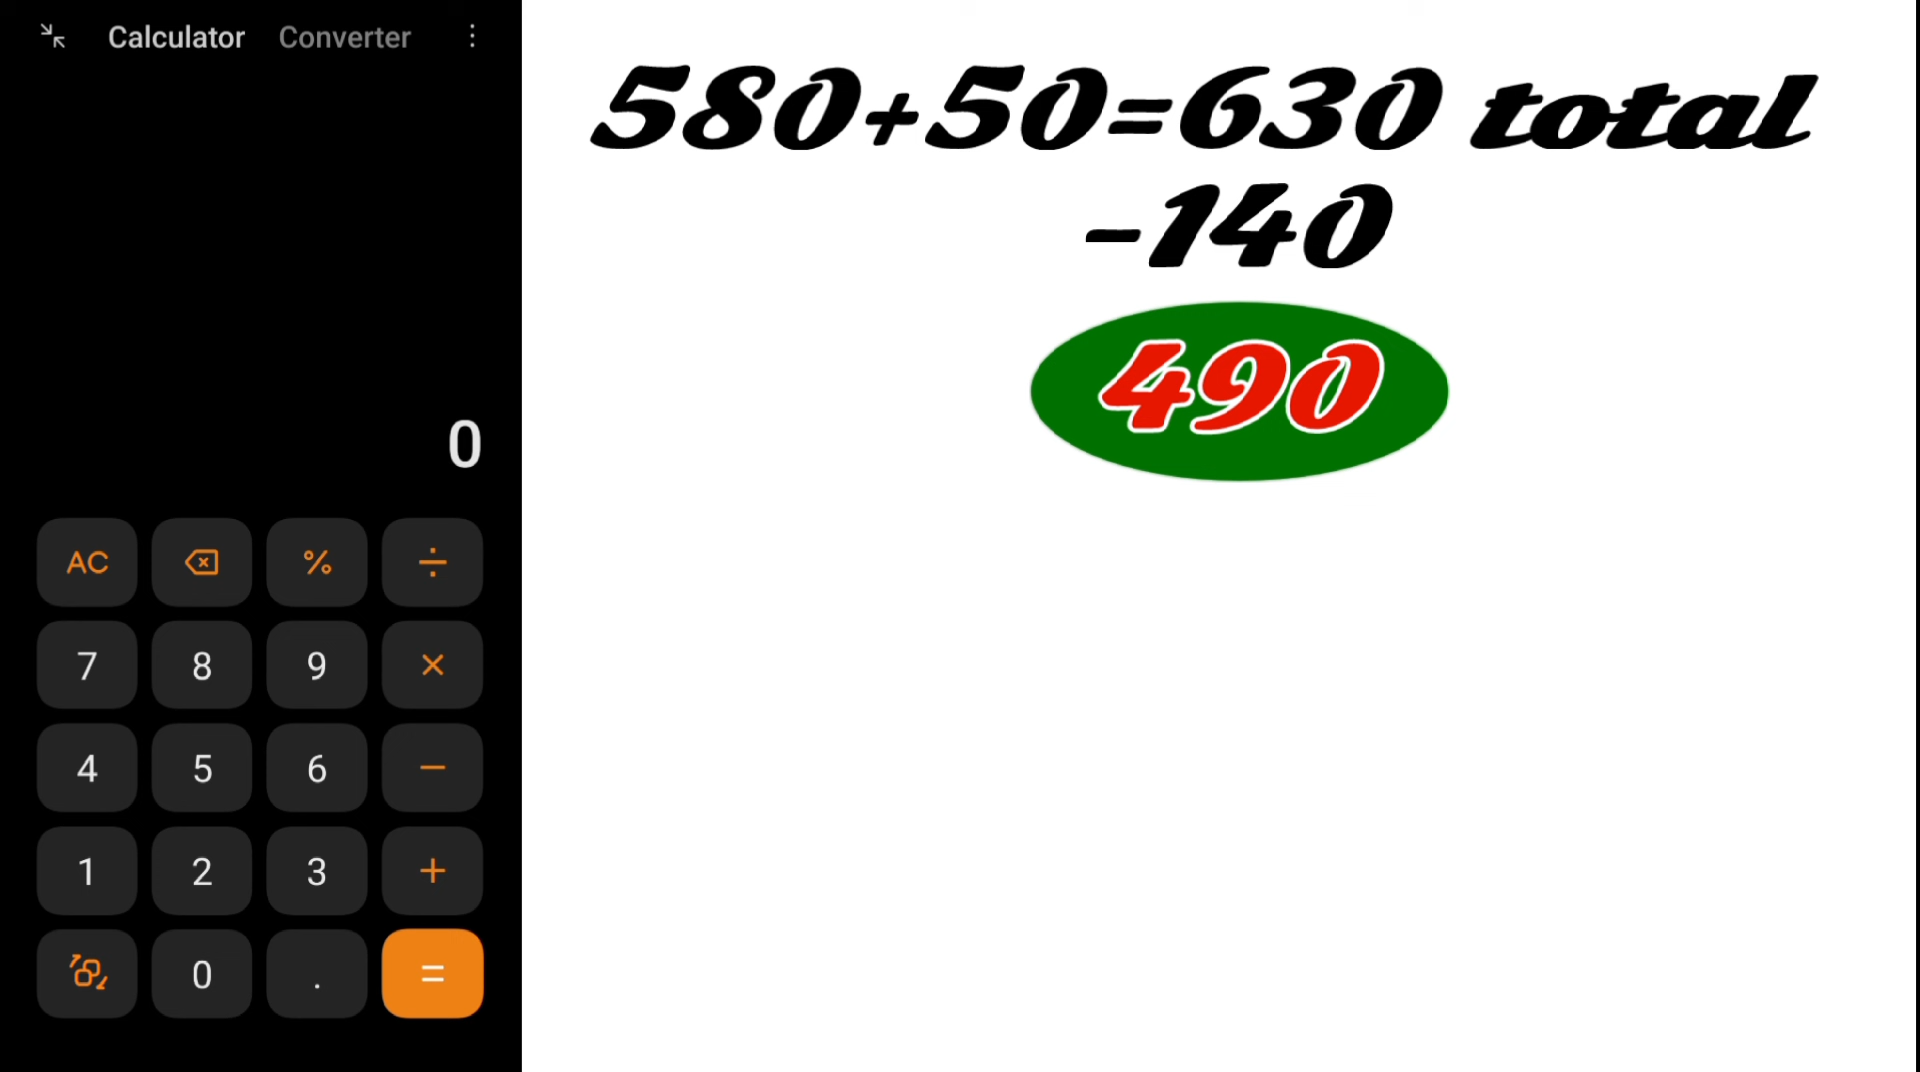 Calculator Converter
580+50=630 total
-140
490
0
AC % ÷
7 8 9 ×
4 5 6 −
1 2 3 +
0 . =